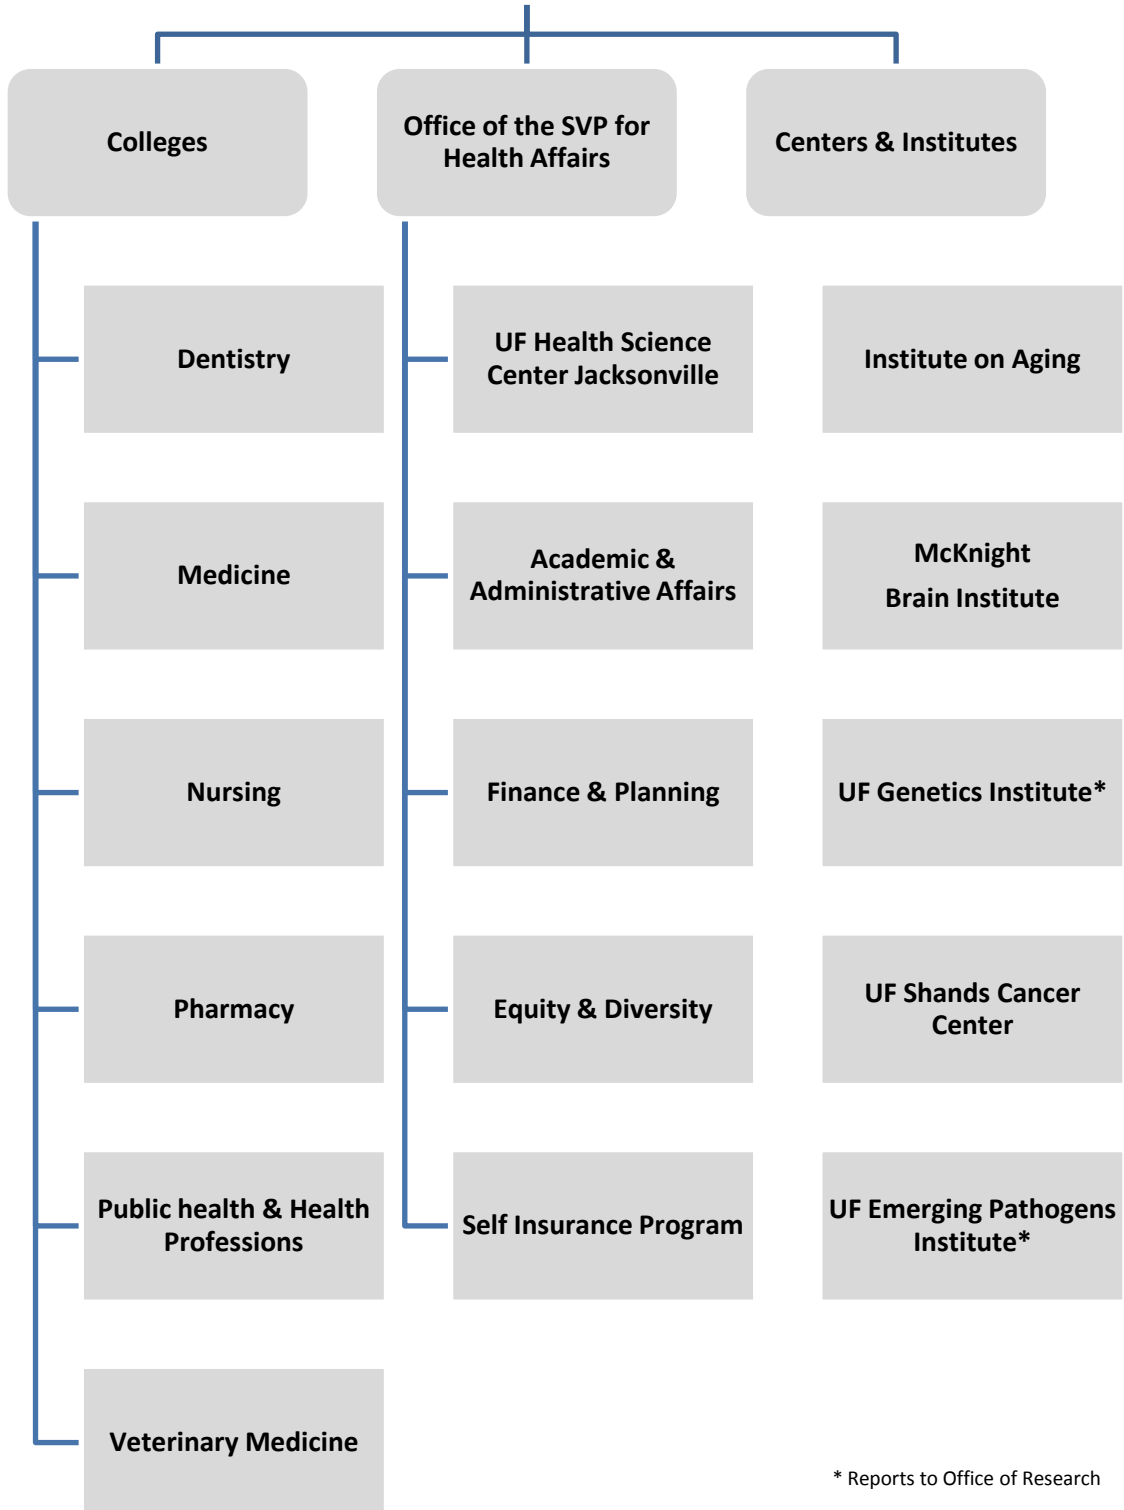 Colleges
Office of the SVP for
Health Affairs
Centers & Institutes
Dentistry
UF Health Science
Center Jacksonville
Institute on Aging
Medicine
Academic &
Administrative Affairs
McKnight
Brain Institute
Nursing
Finance & Planning
UF Genetics Institute*
Pharmacy
Equity & Diversity
UF Shands Cancer
Center
Public health & Health
Professions
Self Insurance Program
UF Emerging Pathogens
Institute*
Veterinary Medicine
* Reports to Office of Research